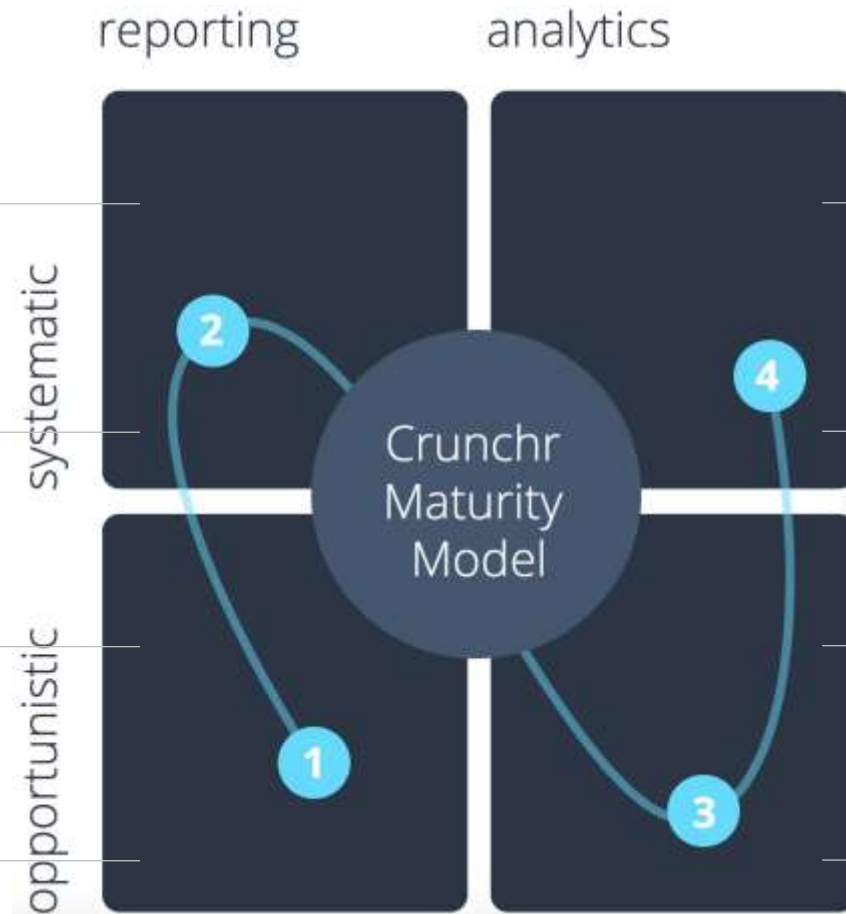 reporting
analytics
systematic
2
4
Crunchr
Maturity
Model
opportunistic
1
3